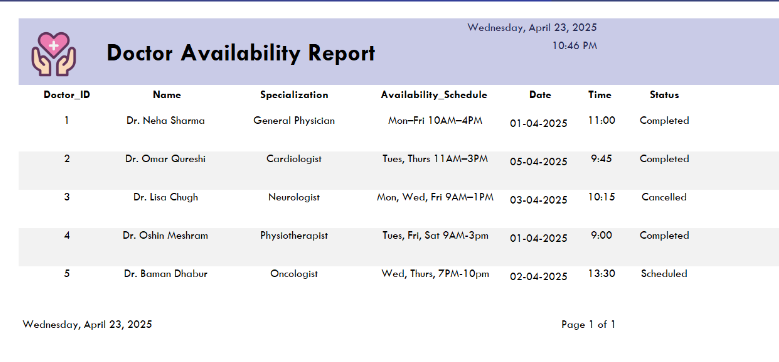 Wednesday, April 23, 2025
10:46 PM
Doctor Availability Report
Doctor_ID Name Specialization Availability_Schedule Date Time Status
1 Dr. Neha Sharma General Physician Mon–Fri 10AM–4PM 01-04-2025 11:00 Completed
2 Dr. Omar Qureshi Cardiologist Tues, Thurs 11AM–3PM 05-04-2025 9:45 Completed
3 Dr. Lisa Chugh Neurologist Mon, Wed, Fri 9AM–1PM 03-04-2025 10:15 Cancelled
4 Dr. Oshin Meshram Physiotherapist Tues, Fri, Sat 9AM-3pm 01-04-2025 9:00 Completed
5 Dr. Baman Dhabur Oncologist Wed, Thurs, 7PM-10pm 02-04-2025 13:30 Scheduled
Wednesday, April 23, 2025 Page 1 of 1